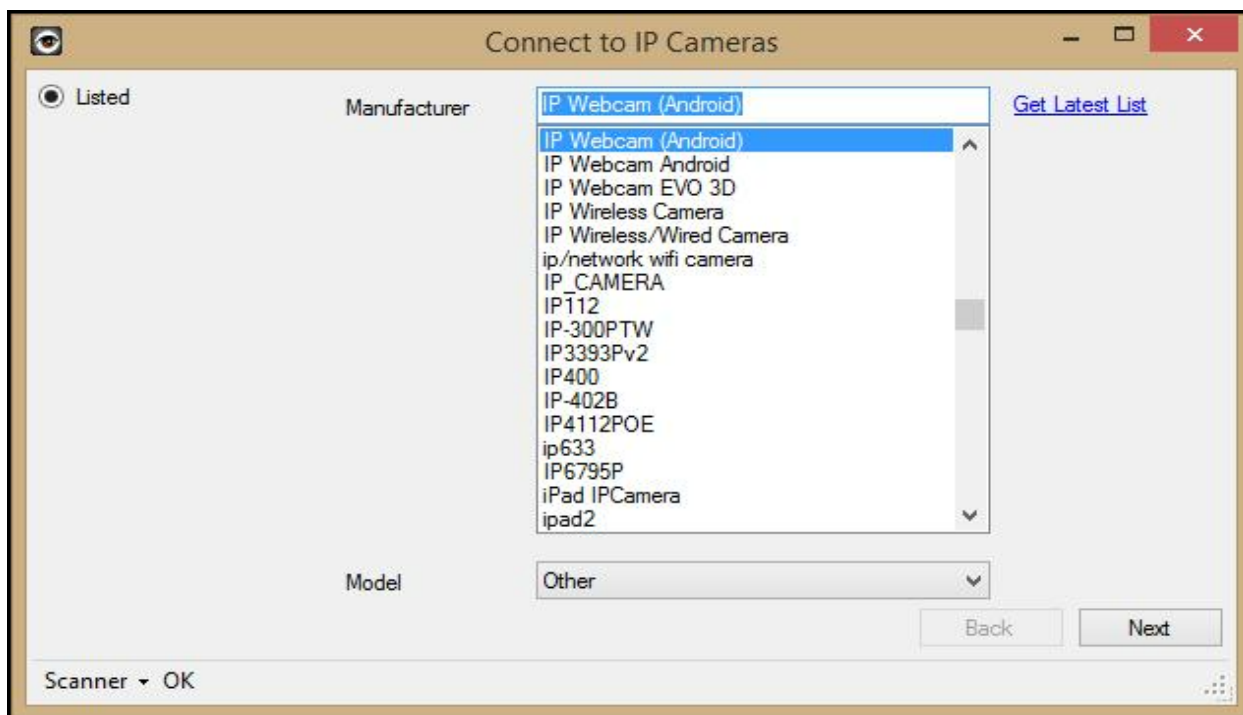 Connect to IP Cameras
Listed
Manufacturer
IP Webcam (Android)
Get Latest List
IP Webcam (Android)
IP Webcam Android
IP Webcam EVO 3D
IP Wireless Camera
IP Wireless/Wired Camera
ip/network wifi camera
IP_CAMERA
IP112
IP-300PTW
IP3393Pv2
IP400
IP-402B
IP4112POE
ip633
IP6795P
iPad IPCamera
ipad2
Model
Other
Back
Next
Scanner
OK